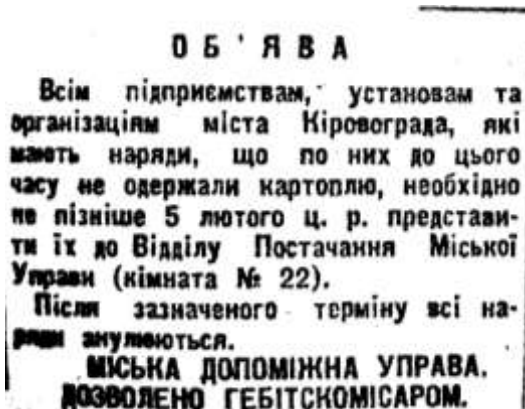 ОБ'ЯВА
Всім підприємствам, установам та
організаціям міста Кіровограда, які
мають наряди, що по них до цього
часу не одержали картоплю, необхідно
не пізніше 5 лютого ц. р. представи-
ти їх до Відділу Постачання Міської
Управи (кімната № 22).
Після зазначеного терміну всі на-
ряди анулюються.
МІСЬКА ДОПОМІЖНА УПРАВА.
ДОЗВОЛЕНО ГЕБІТСКОМІСАРОМ.